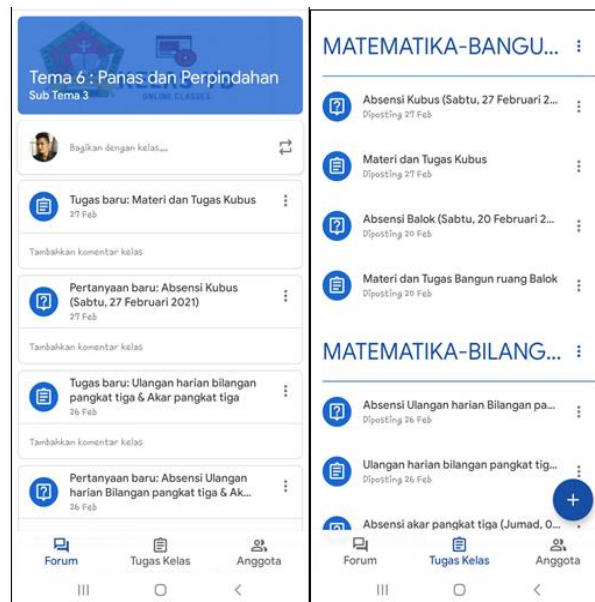 Tema 6 : Panas dan Perpindahan
Sub Tema 3
ONLINE CLASSES
Bagikan dengan kelas...
Tugas baru: Materi dan Tugas Kubus
27 Feb
Tambahkan komentar kelas
Pertanyaan baru: Absensi Kubus
(Sabtu, 27 Februari 2021)
27 Feb
Tambahkan komentar kelas
Tugas baru: Ulangan harian bilangan
pangkat tiga & Akar pangkat tiga
26 Feb
Tambahkan komentar kelas
Pertanyaan baru: Absensi Ulangan
harian Bilangan pangkat tiga & Ak...
26 Feb
Forum
Tugas Kelas
Anggota
MATEMATIKA-BANGU...
Absensi Kubus (Sabtu, 27 Februari 2...
Diposting 27 Feb
Materi dan Tugas Kubus
Diposting 27 Feb
Absensi Balok (Sabtu, 20 Februari 2...
Diposting 20 Feb
Materi dan Tugas Bangun ruang Balok
Diposting 20 Feb
MATEMATIKA-BILANG...
Absensi Ulangan harian Bilangan pa...
Diposting 26 Feb
Ulangan harian bilangan pangkat tig...
Diposting 26 Feb
Absensi akar pangkat tiga (Jumad, 0...
Forum
Tugas Kelas
Anggota